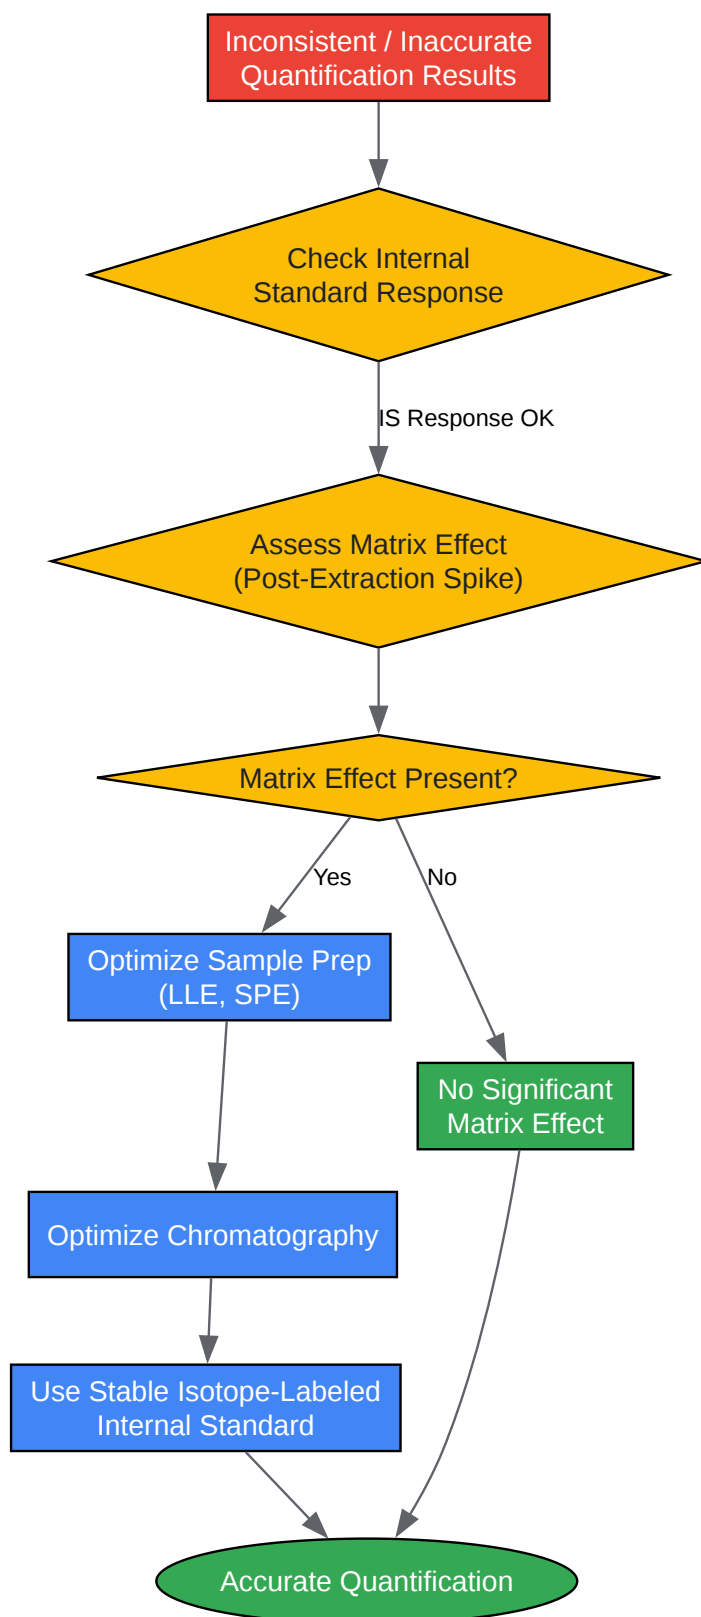 Inconsistent / Inaccurate
Quantification Results
Check Internal
Standard Response
IS Response OK
Assess Matrix Effect
(Post-Extraction Spike)
Matrix Effect Present?
Yes
No
Optimize Sample Prep
(LLE, SPE)
No Significant
Matrix Effect
Optimize Chromatography
Use Stable Isotope-Labeled
Internal Standard
Accurate Quantification